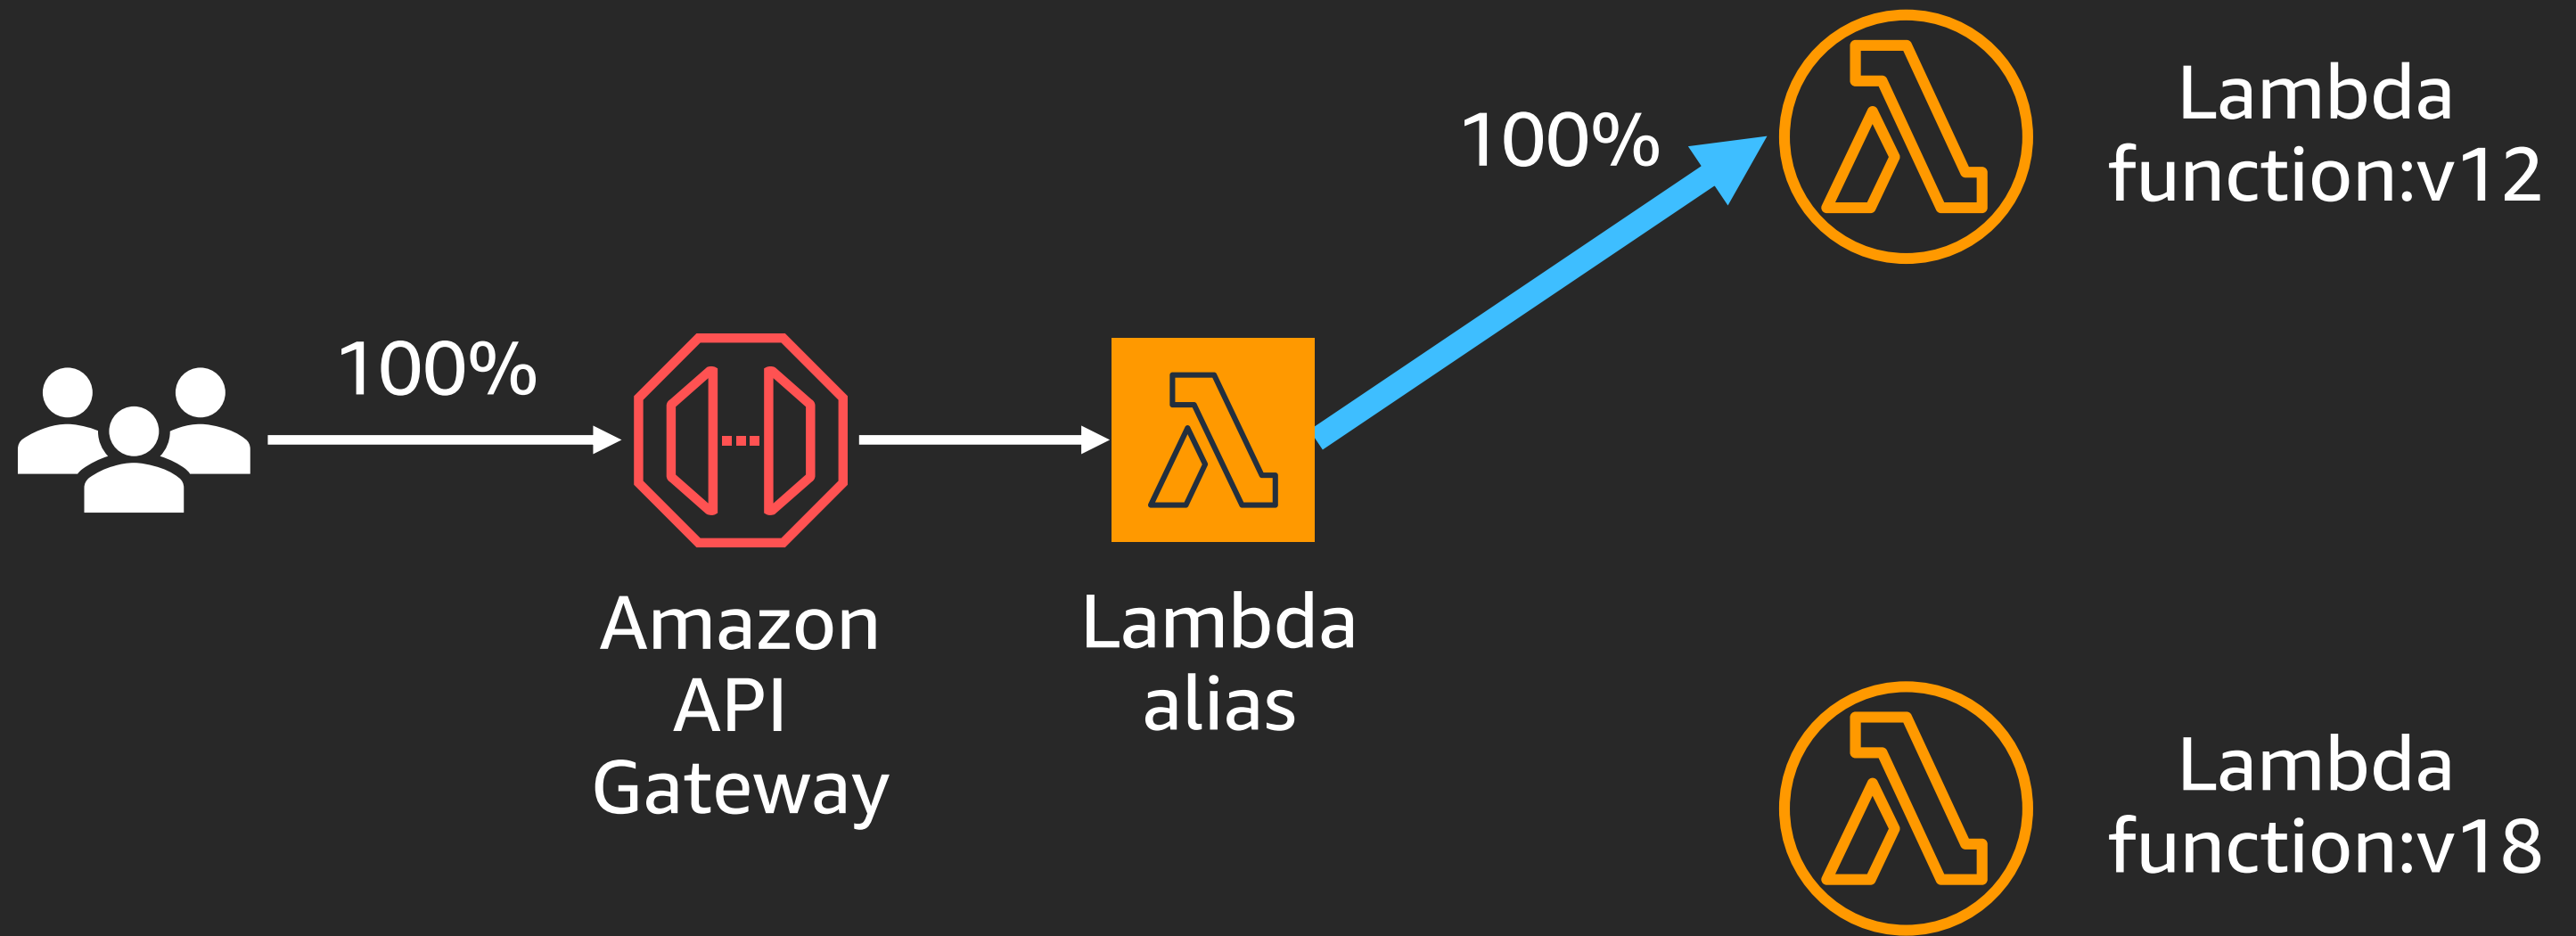 100%
Amazon
API
Gateway
Lambda
alias
100%
Lambda
function:v12
Lambda
function:v18